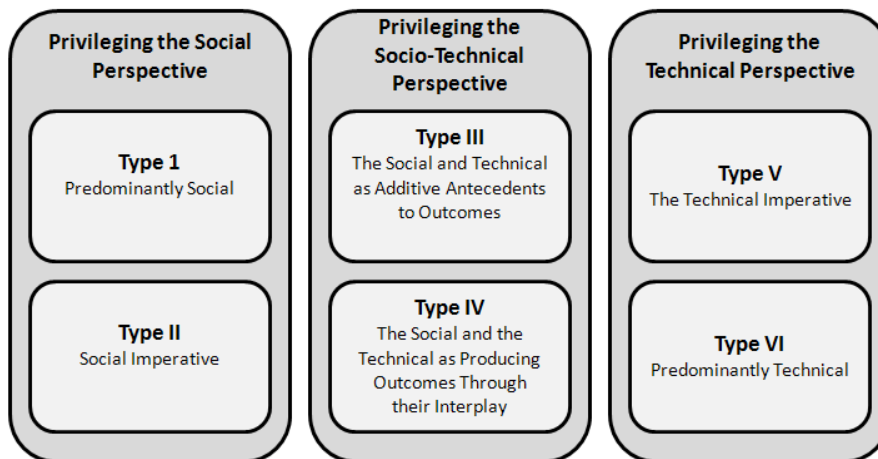 Privileging the Social
Perspective
Type 1
Predominantly Social
Type II
Social Imperative
Privileging the
Socio-Technical
Perspective
Type III
The Social and Technical
as Additive Antecedents
to Outcomes
Type IV
The Social and the
Technical as Producing
Outcomes Through
their Interplay
Privileging the
Technical Perspective
Type V
The Technical Imperative
Type VI
Predominantly Technical